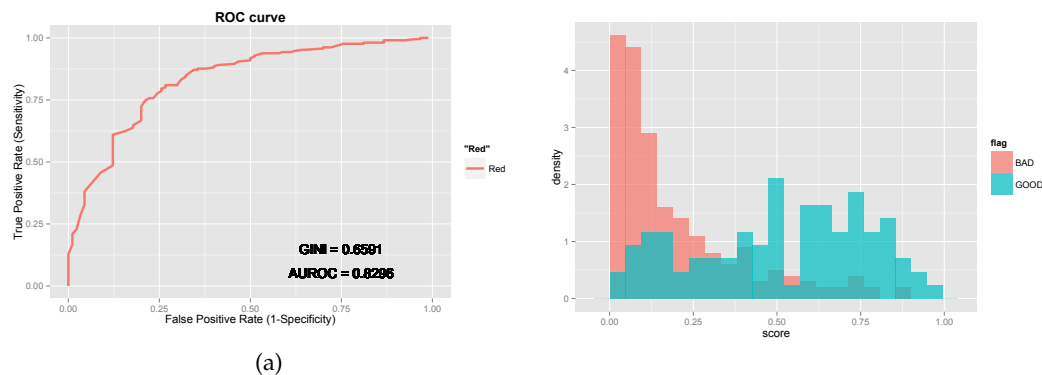 ROC curve
True Positive Rate (Sensitivity)
1.00
0.75
0.50
0.25
0.00
GINI = 0.6591
AUROC = 0.8296
0.00 0.25 0.50 0.75 1.00
False Positive Rate (1-Specificity)
"Red"
Red
(a)
density
4
3
2
1
0
0.00 0.25 0.50 0.75 1.00
score
flag
BAD
GOOD